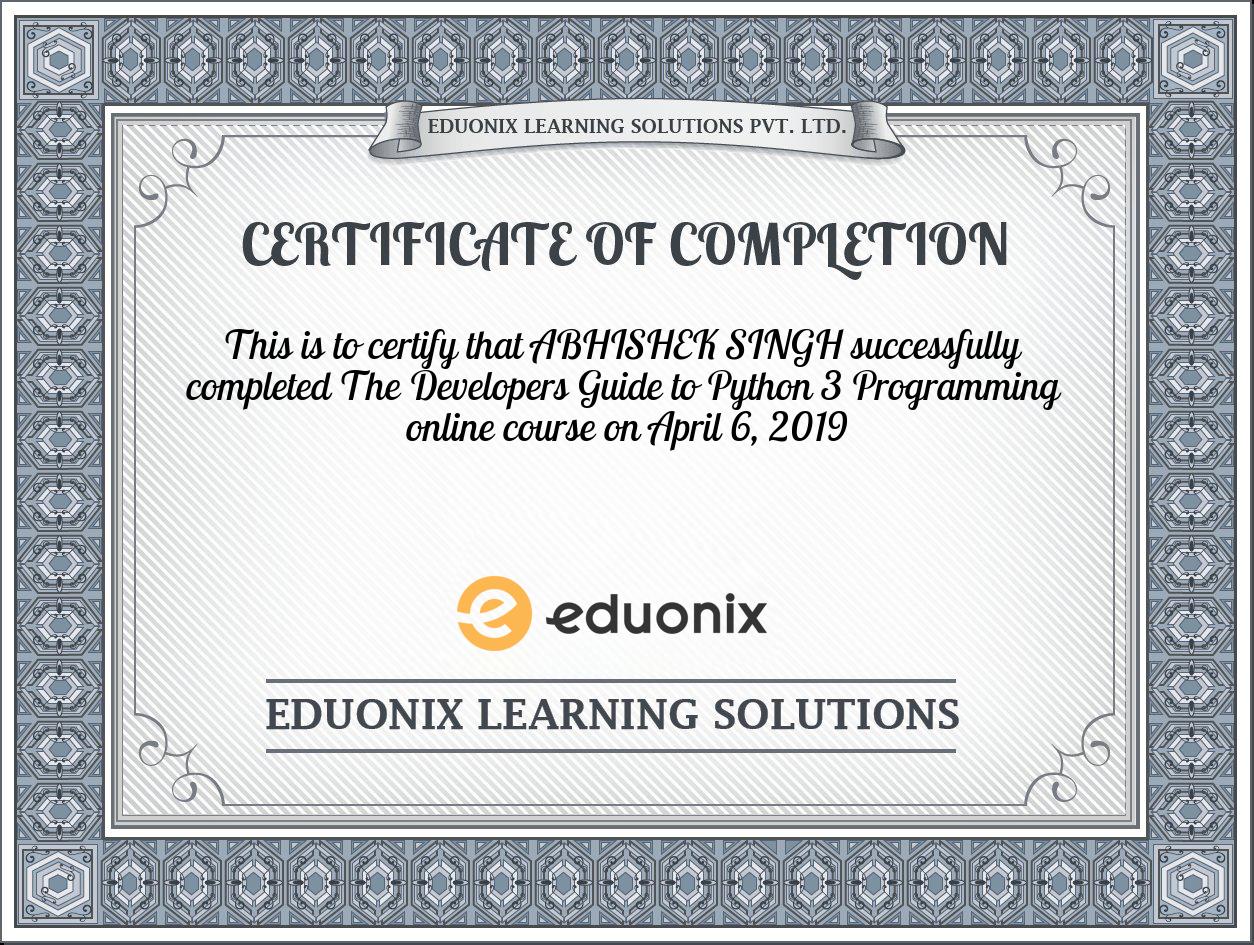 EDUONIX LEARNING SOLUTIONS PVT. LTD.
CERTIFICATE OF COMPLETION
This is to certify that ABHISHEK SINGH successfully
completed The Developers Guide to Python 3 Programming
online course on April 6, 2019
e eduonix
EDUONIX LEARNING SOLUTIONS